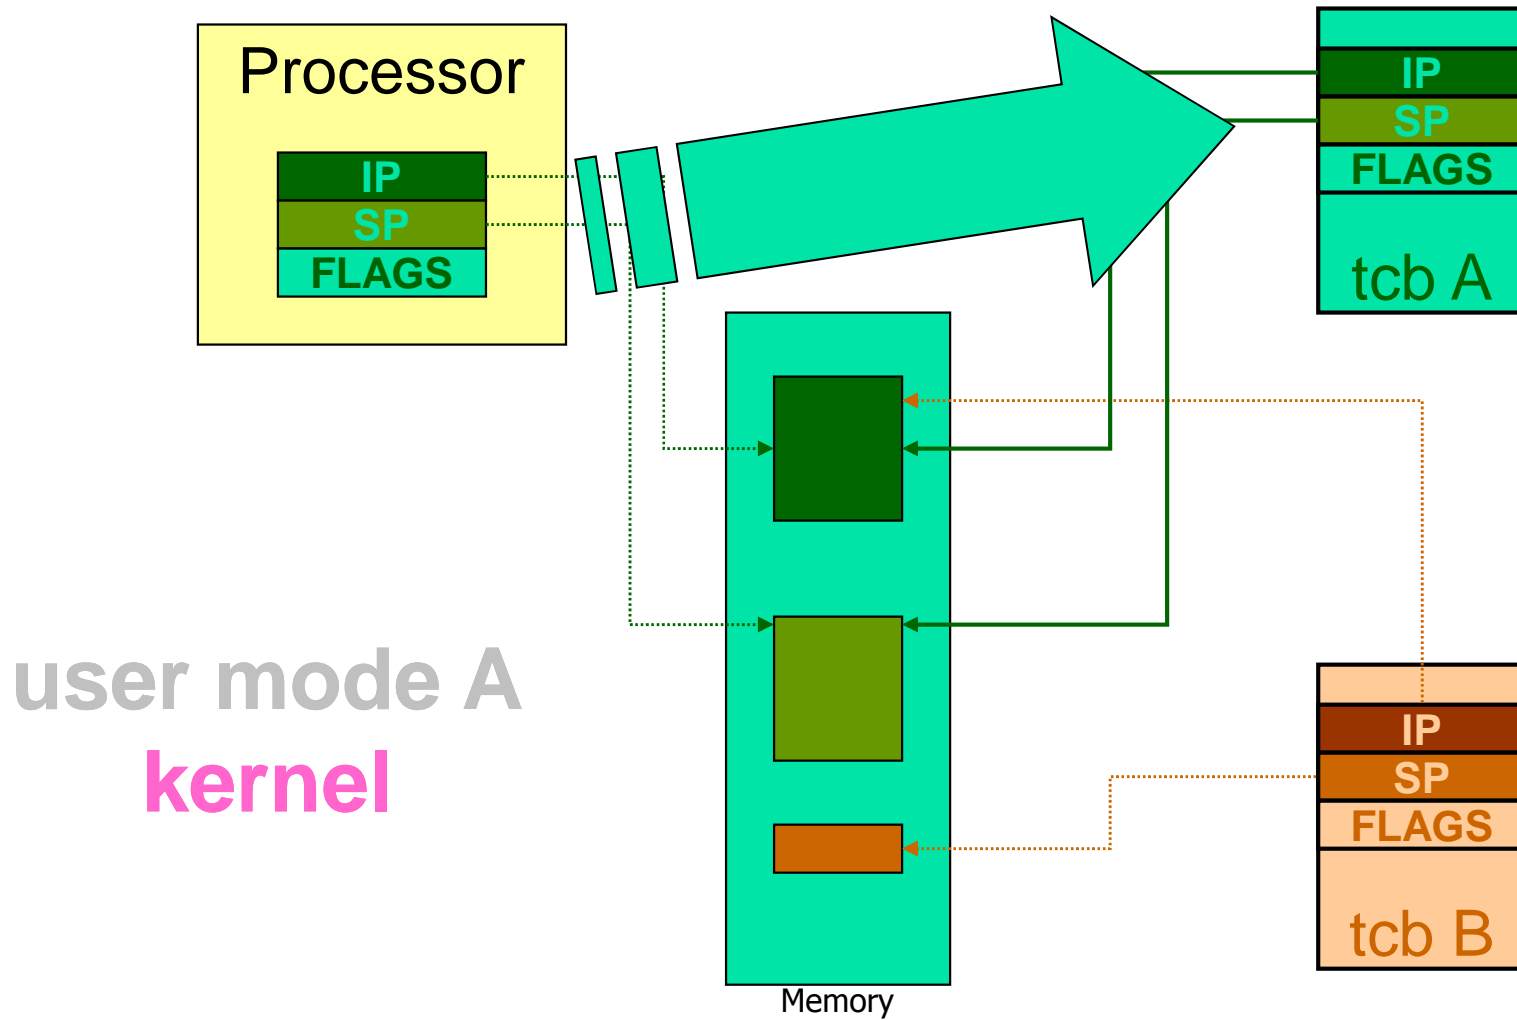 Processor
IP
SP
FLAGS
IP
SP
FLAGS
tcb A
user mode A
kernel
IP
SP
FLAGS
tcb B
Memory